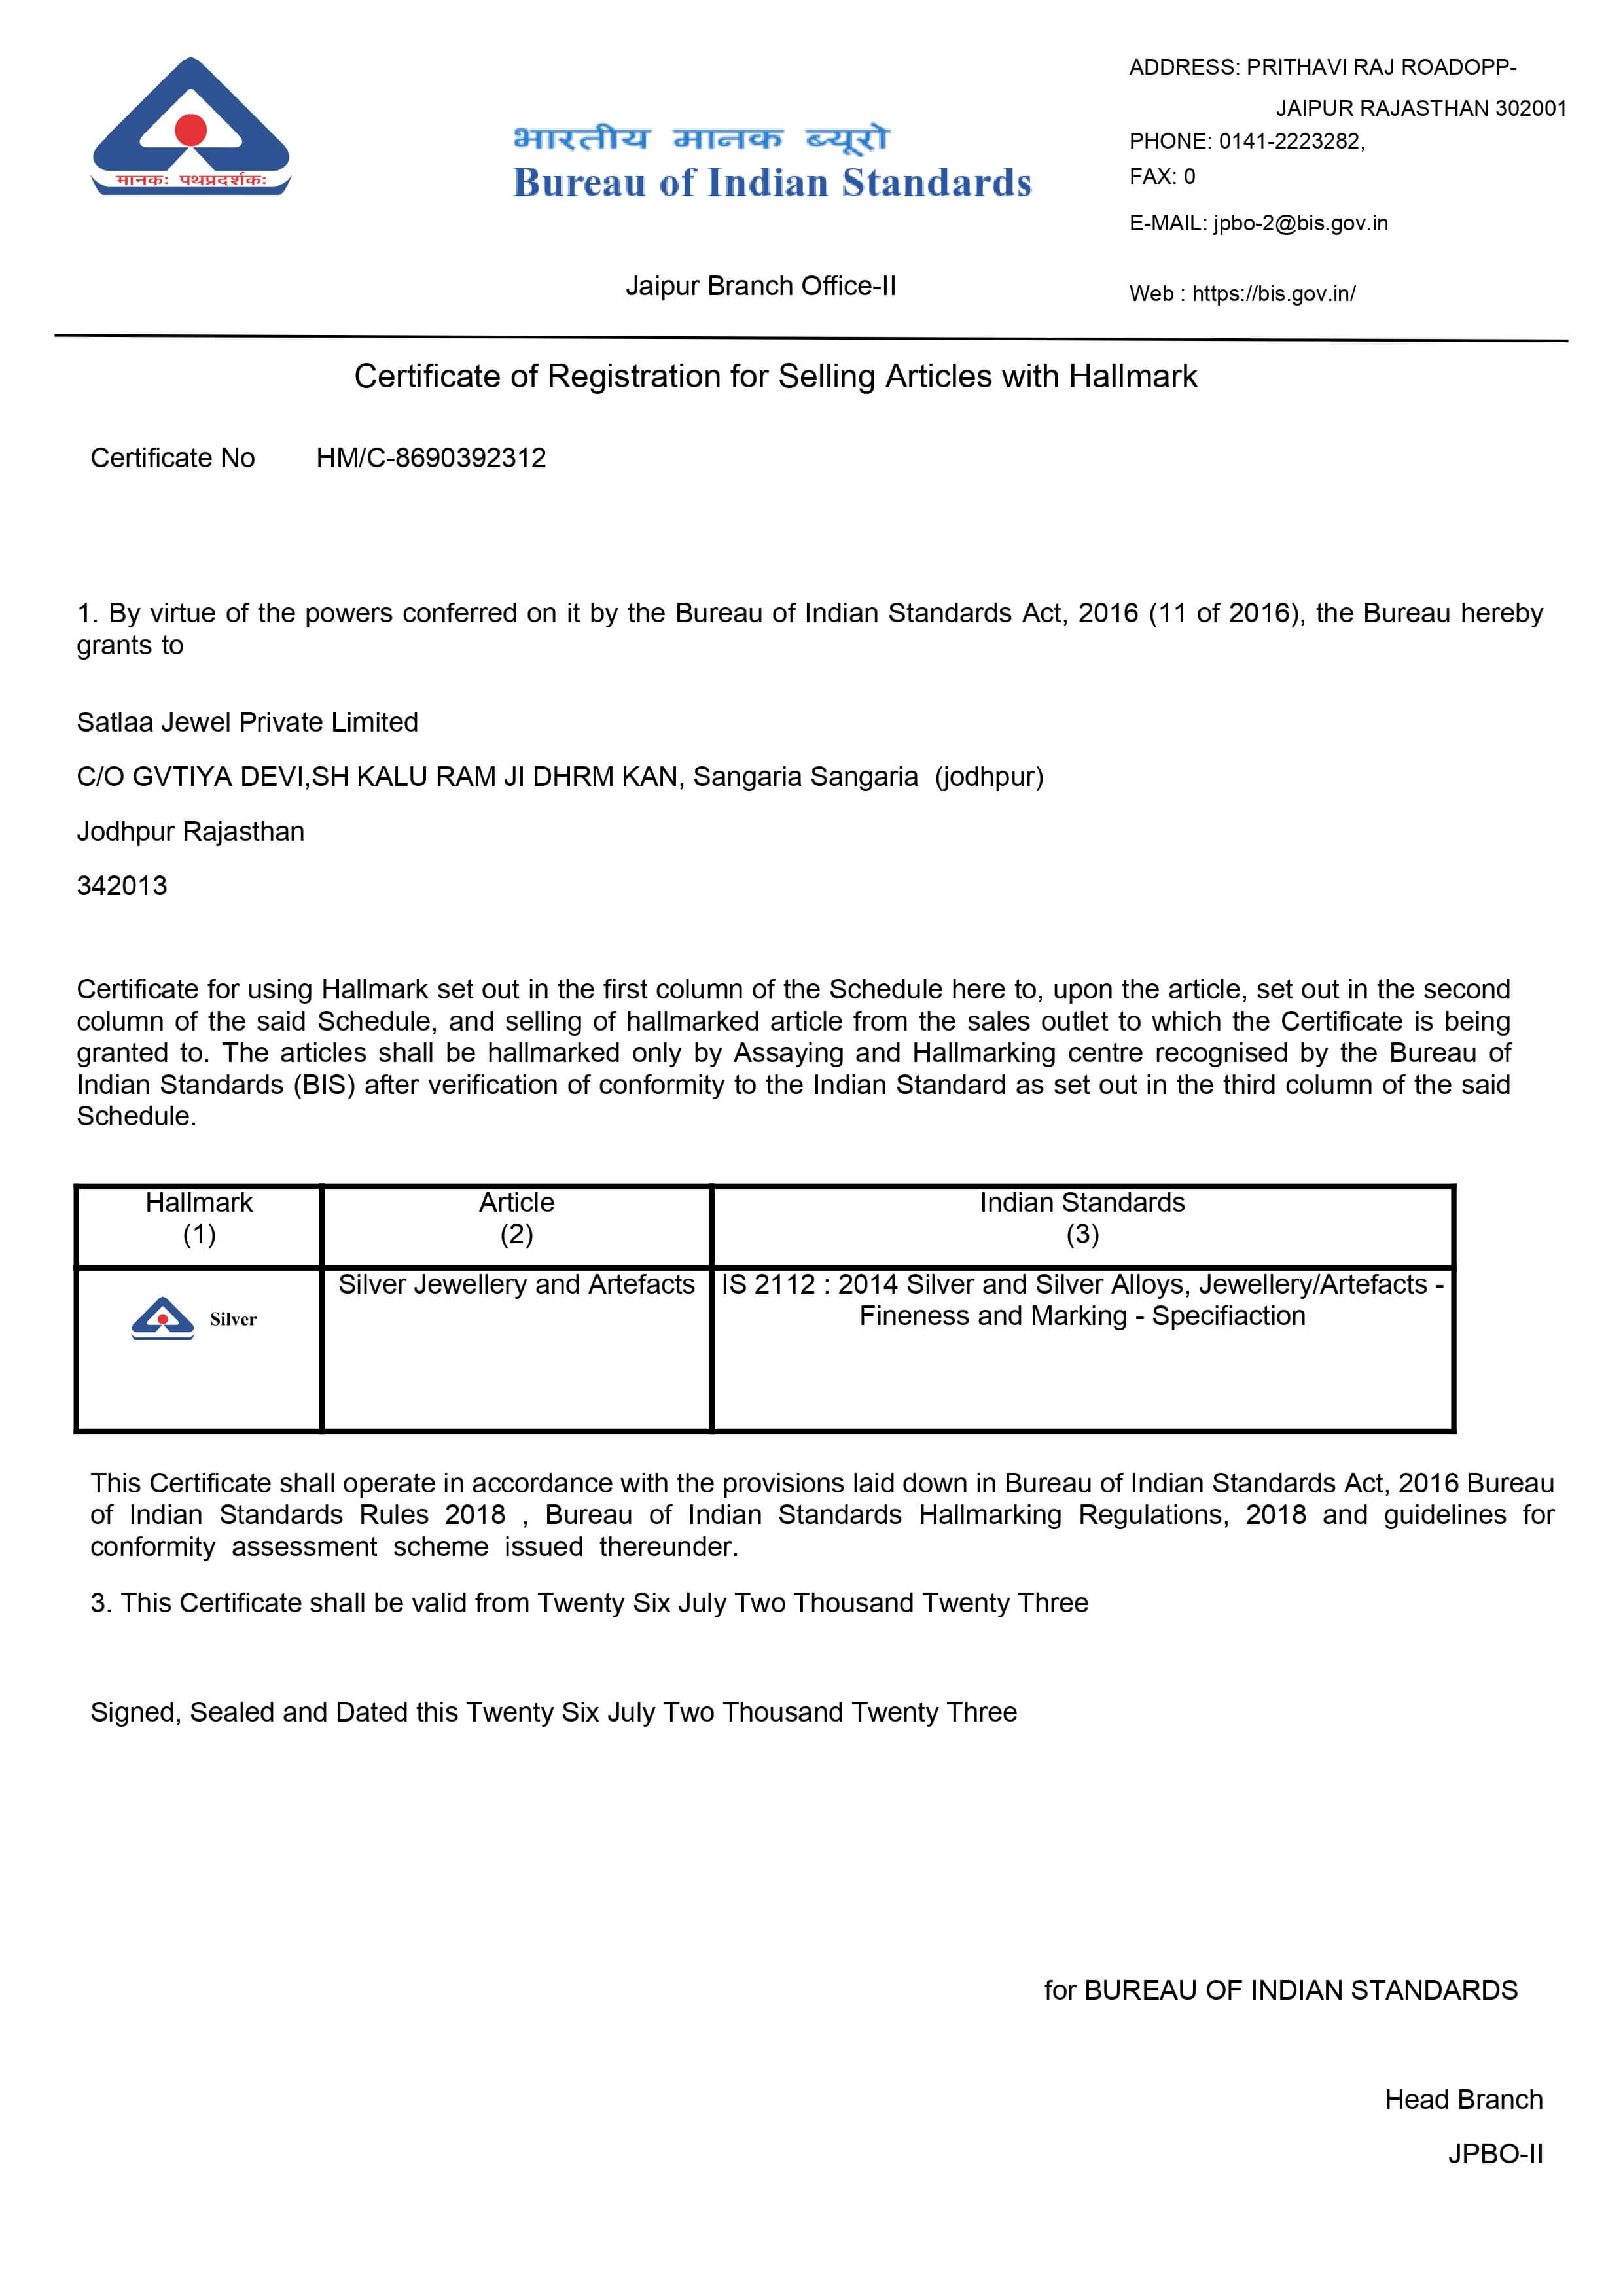 मानकः पथप्रदर्शकः
भारतीय मानक ब्यूरो
Bureau of Indian Standards
Jaipur Branch Office-II
ADDRESS: PRITHAVI RAJ ROADOPP-
JAIPUR RAJASTHAN 302001
PHONE: 0141-2223282,
FAX: 0
E-MAIL: jpbo-2@bis.gov.in
Web : https://bis.gov.in/
Certificate of Registration for Selling Articles with Hallmark
Certificate No HM/C-8690392312
1. By virtue of the powers conferred on it by the Bureau of Indian Standards Act, 2016 (11 of 2016), the Bureau hereby
grants to
Satlaa Jewel Private Limited
C/O GVTIYA DEVI,SH KALU RAM JI DHRM KAN, Sangaria Sangaria (jodhpur)
Jodhpur Rajasthan
342013
Certificate for using Hallmark set out in the first column of the Schedule here to, upon the article, set out in the second
column of the said Schedule, and selling of hallmarked article from the sales outlet to which the Certificate is being
granted to. The articles shall be hallmarked only by Assaying and Hallmarking centre recognised by the Bureau of
Indian Standards (BIS) after verification of conformity to the Indian Standard as set out in the third column of the said
Schedule.
Hallmark
(1)
Article
(2)
Indian Standards
(3)
Silver
Silver Jewellery and Artefacts
IS 2112 : 2014 Silver and Silver Alloys, Jewellery/Artefacts -
Fineness and Marking - Specifiaction
This Certificate shall operate in accordance with the provisions laid down in Bureau of Indian Standards Act, 2016 Bureau
of Indian Standards Rules 2018 , Bureau of Indian Standards Hallmarking Regulations, 2018 and guidelines for
conformity assessment scheme issued thereunder.
3. This Certificate shall be valid from Twenty Six July Two Thousand Twenty Three
Signed, Sealed and Dated this Twenty Six July Two Thousand Twenty Three
for BUREAU OF INDIAN STANDARDS
Head Branch
JPBO-II